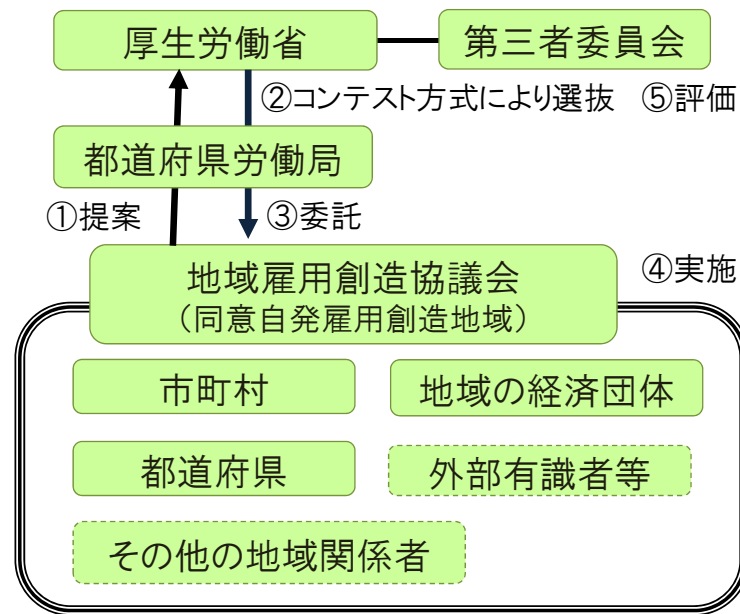 厚生労働省
第三者委員会
②コンテスト方式により選抜
⑤評価
都道府県労働局
①提案
③委託
地域雇用創造協議会
（同意自発雇用創造地域）
④実施
市町村
地域の経済団体
都道府県
外部有識者等
その他の地域関係者